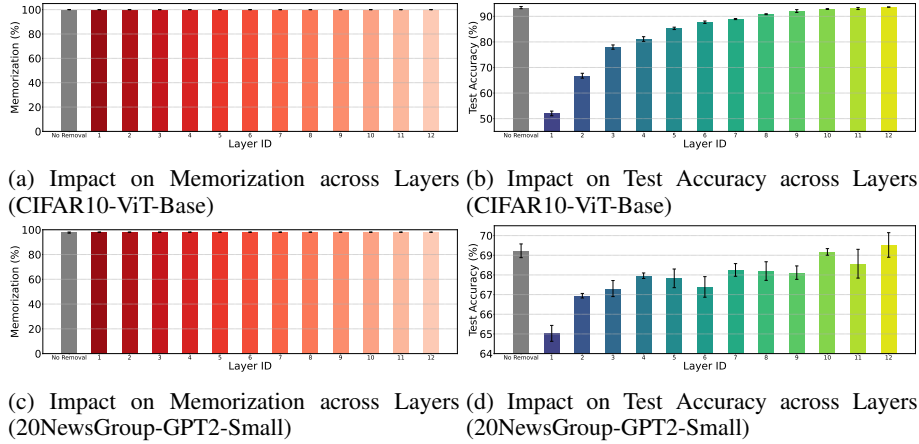 100
80
60
40
20
0
Memorization (%)
No Removal 1 2 3 4 5 6 7 8 9 10 11 12
Layer ID
90
80
70
60
50
Test Accuracy (%)
No Removal 1 2 3 4 5 6 7 8 9 10 11 12
Layer ID
(a) Impact on Memorization across Layers
(CIFAR10-ViT-Base)
(b) Impact on Test Accuracy across Layers
(CIFAR10-ViT-Base)
100
80
60
40
20
0
Memorization (%)
No Removal 1 2 3 4 5 6 7 8 9 10 11 12
Layer ID
70
69
68
67
65
64
Test Accuracy (%)
No Removal 1 2 3 4 5 6 7 8 9 10 11 12
Layer ID
(c) Impact on Memorization across Layers
(20NewsGroup-GPT2-Small)
(d) Impact on Test Accuracy across Layers
(20NewsGroup-GPT2-Small)